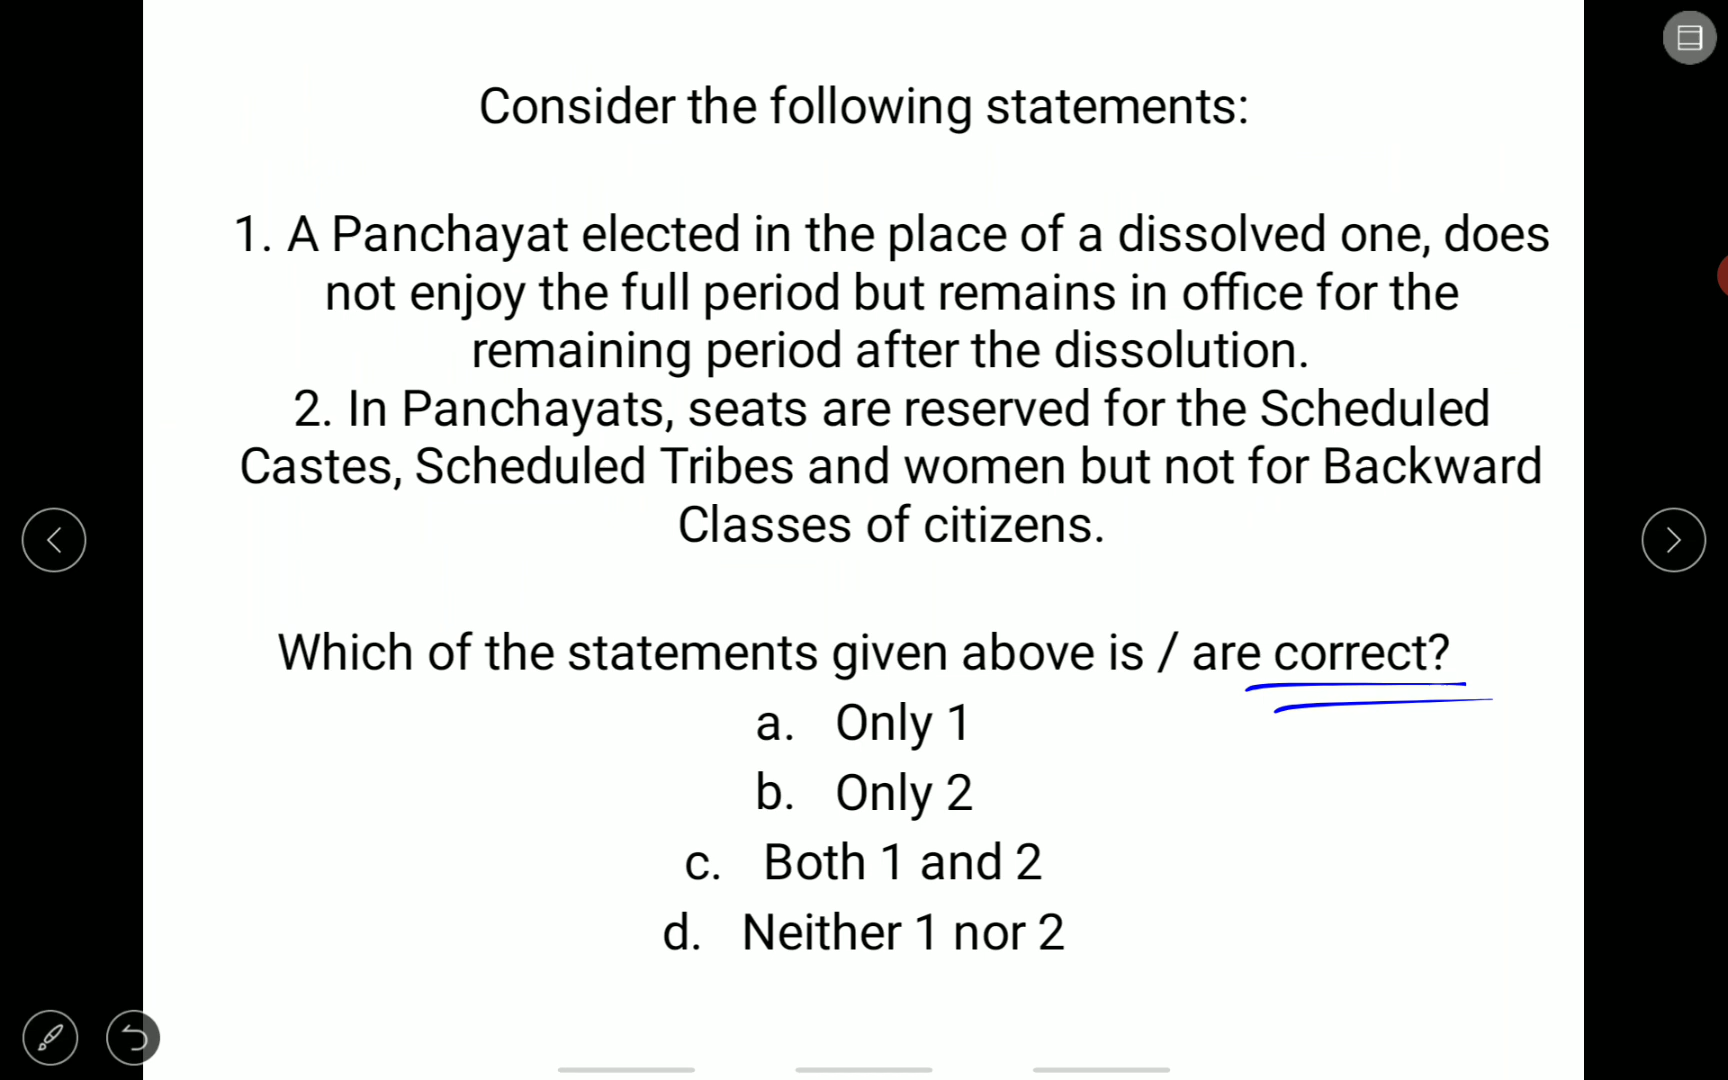 Consider the following statements:
1. A Panchayat elected in the place of a dissolved one, does
not enjoy the full period but remains in office for the
remaining period after the dissolution.
2. In Panchayats, seats are reserved for the Scheduled
Castes, Scheduled Tribes and women but not for Backward
Classes of citizens.
Which of the statements given above is / are correct?
a. Only 1
b. Only 2
c. Both 1 and 2
d. Neither 1 nor 2